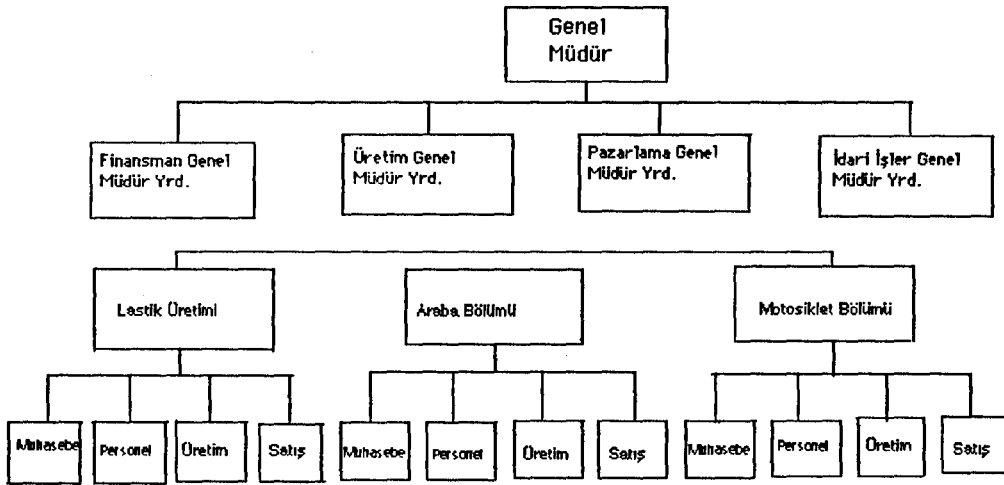 Genel
Müdür
Finansman Genel
Müdür Yrd.
Üretim Genel
Müdür Yrd.
Pazarlama Genel
Müdür Yrd.
İdari İşler Genel
Müdür Yrd.
Lastik Üretimi
Araba Bölümü
Motosiklet Bölümü
Muhasebe
Personel
Üretim
Satış
Muhasebe
Personel
Üretim
Satış
Muhasebe
Personel
Üretim
Satış